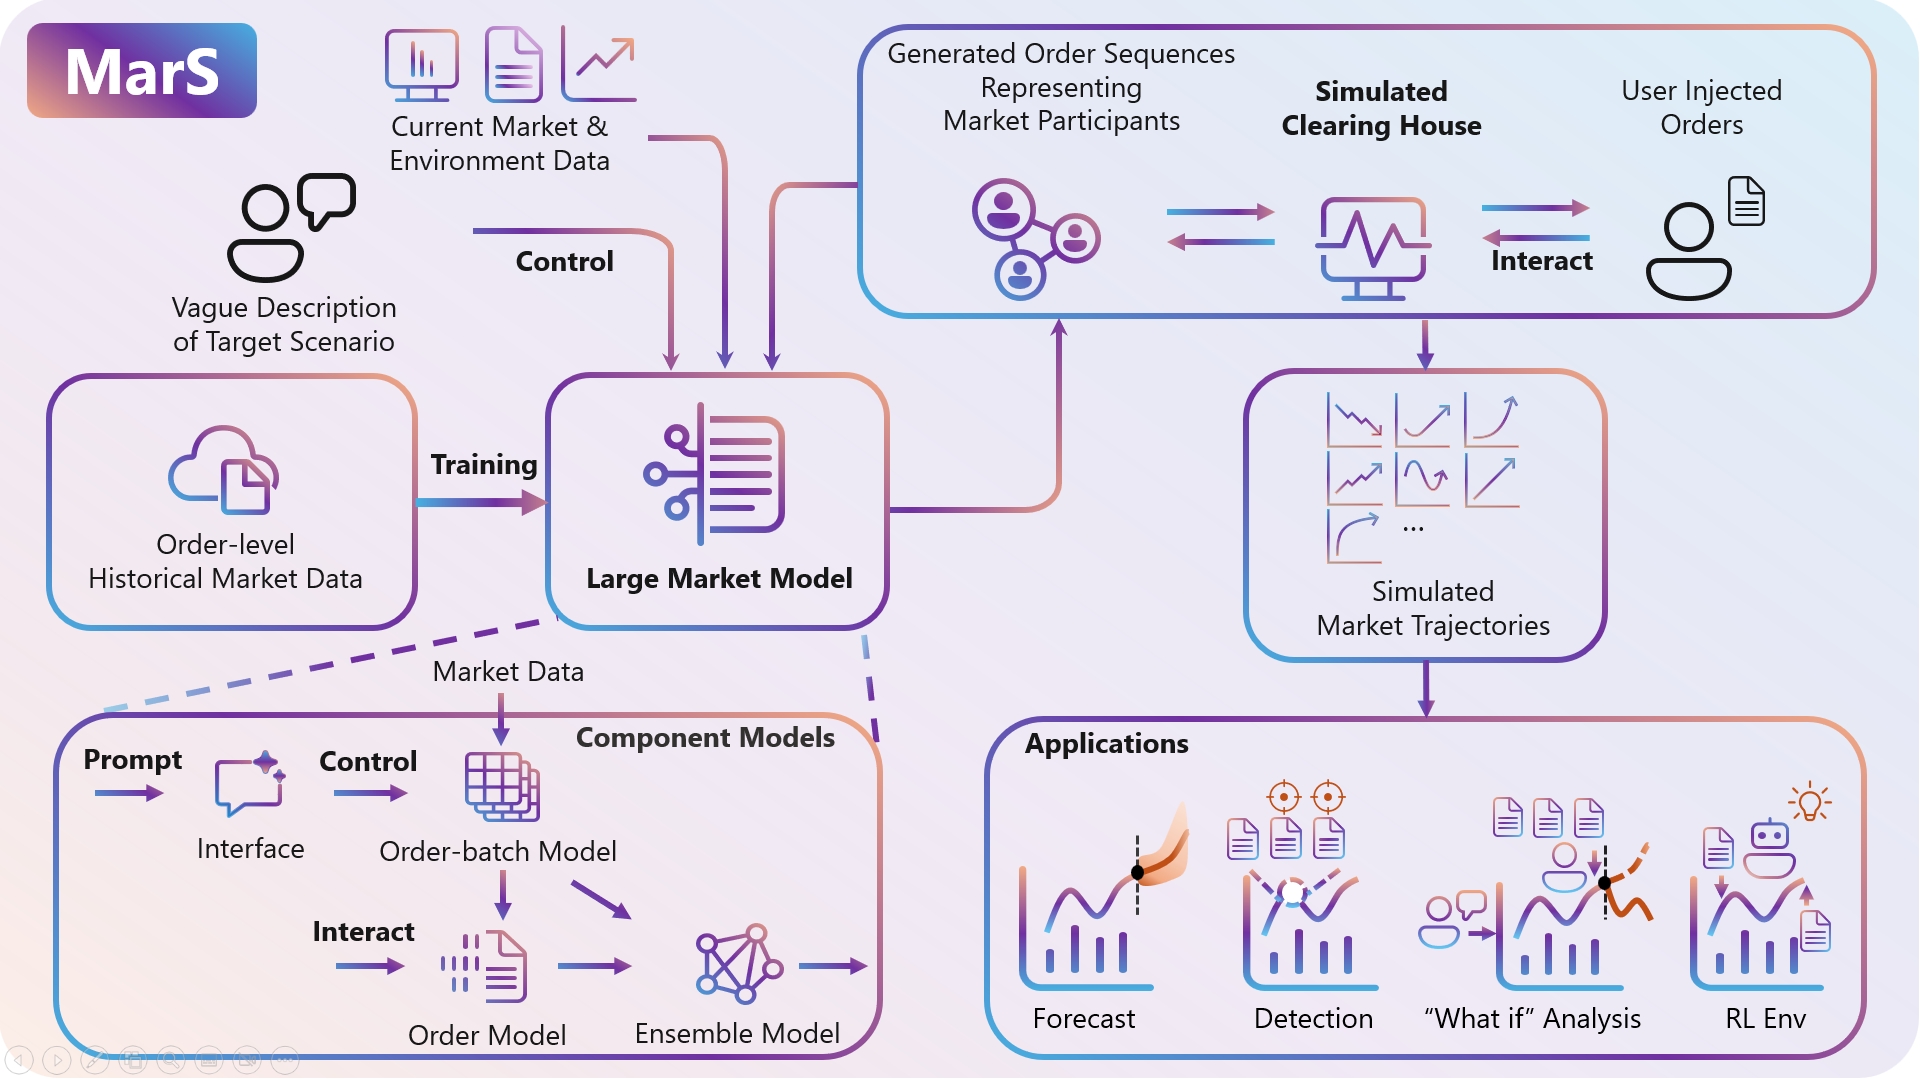 MarS
Current Market &
Environment Data
Vague Description
of Target Scenario
Control
Generated Order Sequences
Representing
Market Participants
Simulated
Clearing House
User Injected
Orders
Interact
Order-level
Historical Market Data
Training
Large Market Model
...
Simulated
Market Trajectories
Market Data
Component Models
Prompt
Interface
Control
Order-batch Model
Interact
Order Model
Ensemble Model
Applications
Forecast
Detection
“What if” Analysis
RL Env